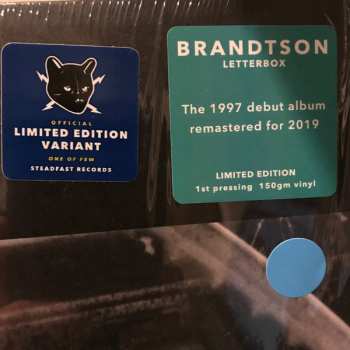 OFFICIAL
LIMITED EDITION
VARIANT
ONE OF FEW
STEADFAST RECORDS
BRANDTSON
LETTERBOX
The 1997 debut album
remastered for 2019
LIMITED EDITION
1st pressing 150gm vinyl